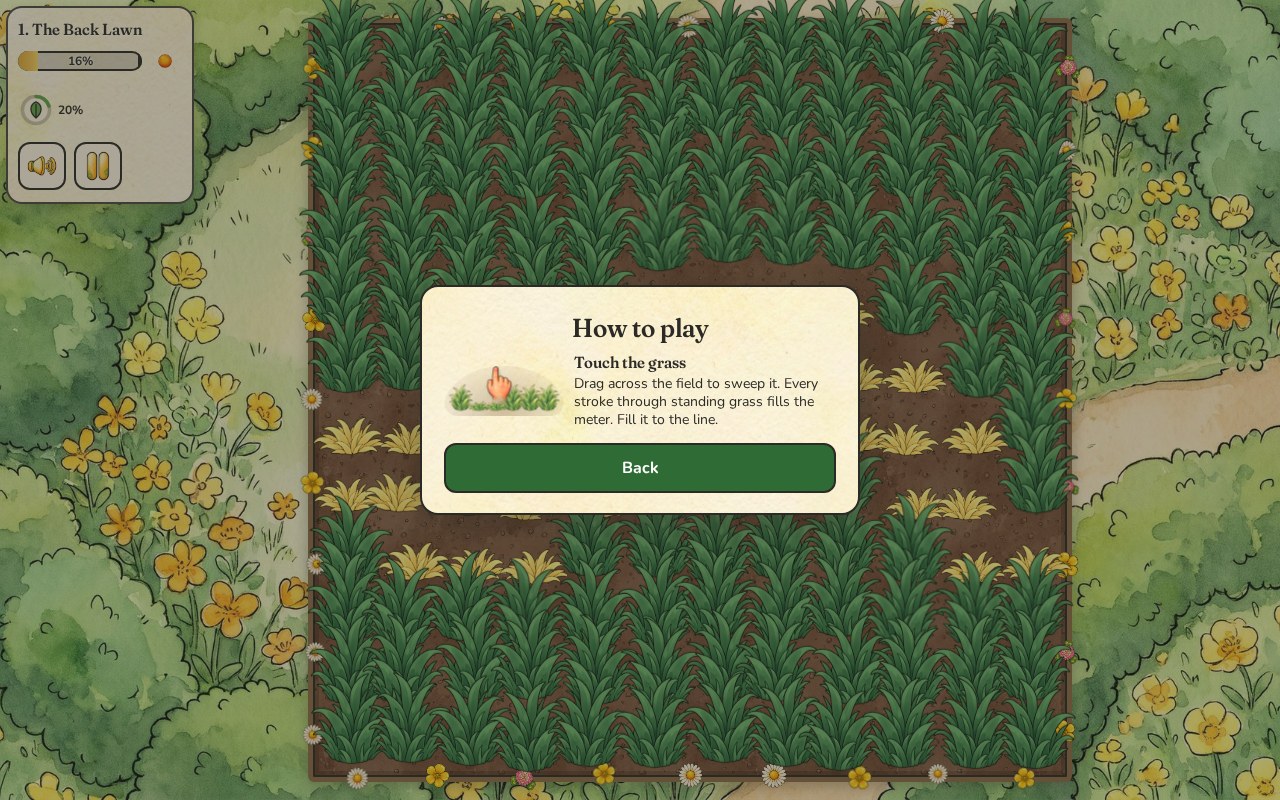 1. The Back Lawn
16%
20%
How to play
Touch the grass
Drag across the field to sweep it. Every
stroke through standing grass fills the
meter. Fill it to the line.
Back